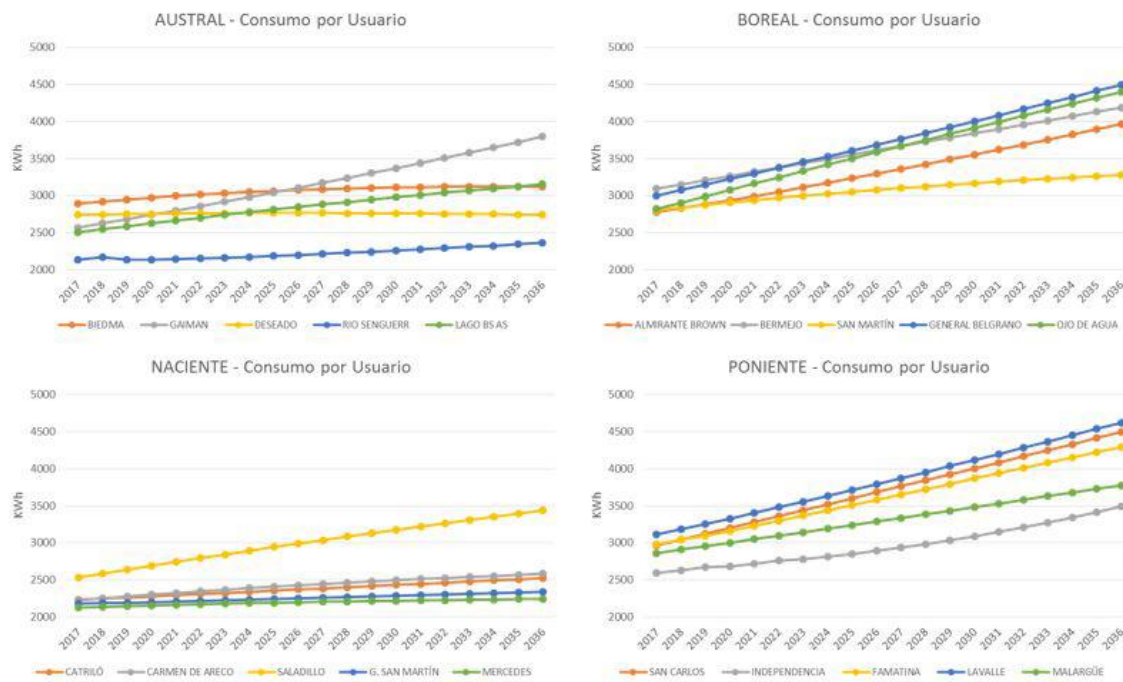 AUSTRAL - Consumo por Usuario
5000
4500
4000
3500
3000
2500
2000
KWh
2017 2018 2019 2020 2021 2022 2023 2024 2025 2026 2027 2028 2029 2030 2031 2032 2033 2034 2035 2036
BIEDMA GAIMAN DESEADO RIO SENGUERR LAGO BS AS
BOREAL - Consumo por Usuario
5000
4500
4000
3500
3000
2500
2000
KWh
2017 2018 2019 2020 2021 2022 2023 2024 2025 2026 2027 2028 2029 2030 2031 2032 2033 2034 2035 2036
ALMIRANTE BROWN BERMEJO SAN MARTÍN GENERAL BELGRANO OJO DE AGUA
NACIENTE - Consumo por Usuario
5000
4500
4000
3500
3000
2500
2000
KWh
2017 2018 2019 2020 2021 2022 2023 2024 2025 2026 2027 2028 2029 2030 2031 2032 2033 2034 2035 2036
CATRILÓ CARMEN DE ARECO SALADILLO G. SAN MARTÍN MERCEDES
PONIENTE - Consumo por Usuario
5000
4500
4000
3500
3000
2500
2000
KWh
2017 2018 2019 2020 2021 2022 2023 2024 2025 2026 2027 2028 2029 2030 2031 2032 2033 2034 2035 2036
SAN CARLOS INDEPENDENCIA FAMATINA LAVALLE MALARGÜE